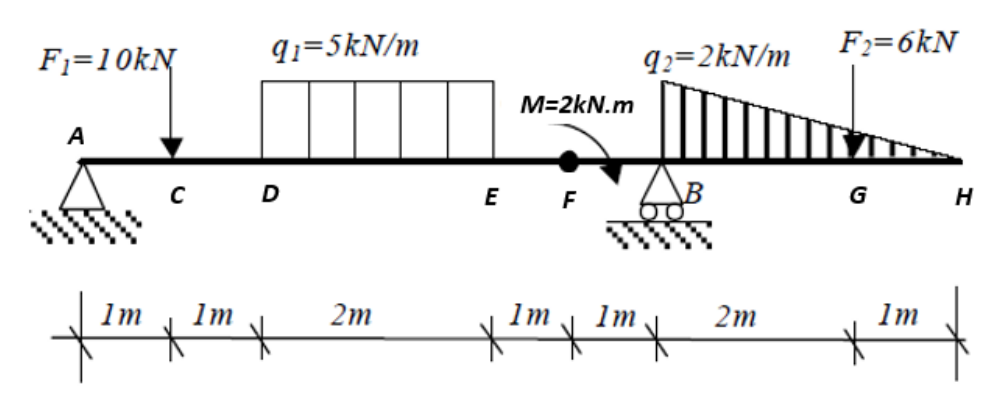 F₁=10kN
q₁=5kN/m
q₂=2kN/m
F₂=6kN
M=2kN.m
A
C
D
E
F
B
G
H
1m
1m
2m
1m
1m
2m
1m